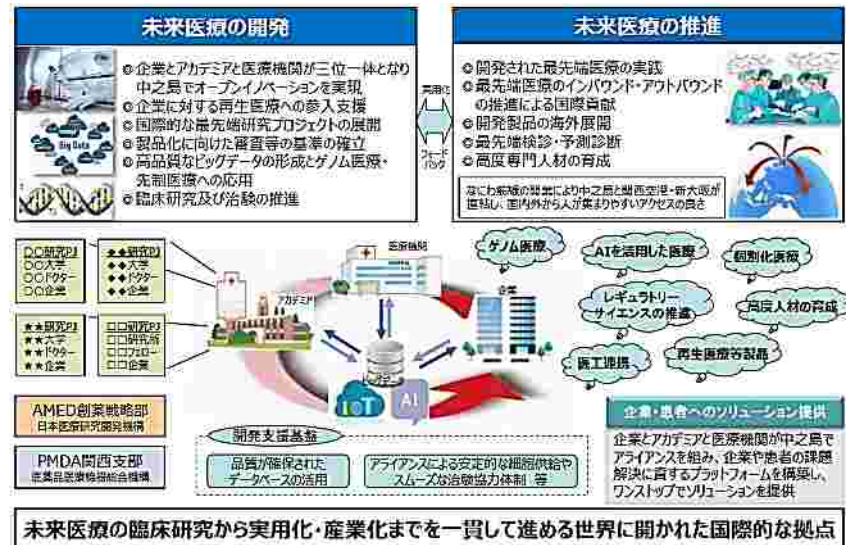 未来医療の開発
◎企業とアカデミアと医療機関が三位一体となり
中之島でオープンイノベーションを実現
◎企業に対する再生医療への参入支援
◎国際的な最先端研究プロジェクトの展開
◎製品化に向けた審査等の基準の確立
◎高品質なビッグデータの形成とゲノム医療・
先制医療への応用
◎臨床研究及び治験の推進
Big Data
実用化
フィードバック
未来医療の推進
◎開発された最先端医療の実践
◎最先端医療のインバウンド・アウトバウンド
の推進による国際貢献
◎開発製品の海外展開
◎最先端検診・予測診断
◎高度専門人材の育成
なにわ筋線の開業により中之島と関西空港・新大阪が
直結し、国内外から人が集まりやすいアクセスの良さ
〇〇研究PJ
〇〇大学
〇〇ドクター
〇〇企業
◆◆研究PJ
◆◆大学
◆◆ドクター
◆◆企業
★★研究PJ
★★大学
★★ドクター
★★企業
□□研究PJ
□□研究所
□□フェロー
□□企業
アカデミア
医療機関
企業
IoT
AI
ゲノム医療
AIを活用した医療
個別化医療
レギュラトリー
サイエンスの推進
高度人材の育成
医工連携
再生医療等製品
AMED創薬戦略部
日本医療研究開発機構
PMDA関西支部
医薬品医療機器総合機構
開発支援基盤
品質が確保された
データベースの活用
アライアンスによる安定的な細胞供給や
スムーズな治験協力体制 等
企業・患者へのソリューション提供
企業とアカデミアと医療機関が中之島で
アライアンスを組み、企業や患者の課題
解決に資するプラットフォームを構築し、
ワンストップでソリューションを提供
未来医療の臨床研究から実用化・産業化までを一貫して進める世界に開かれた国際的な拠点